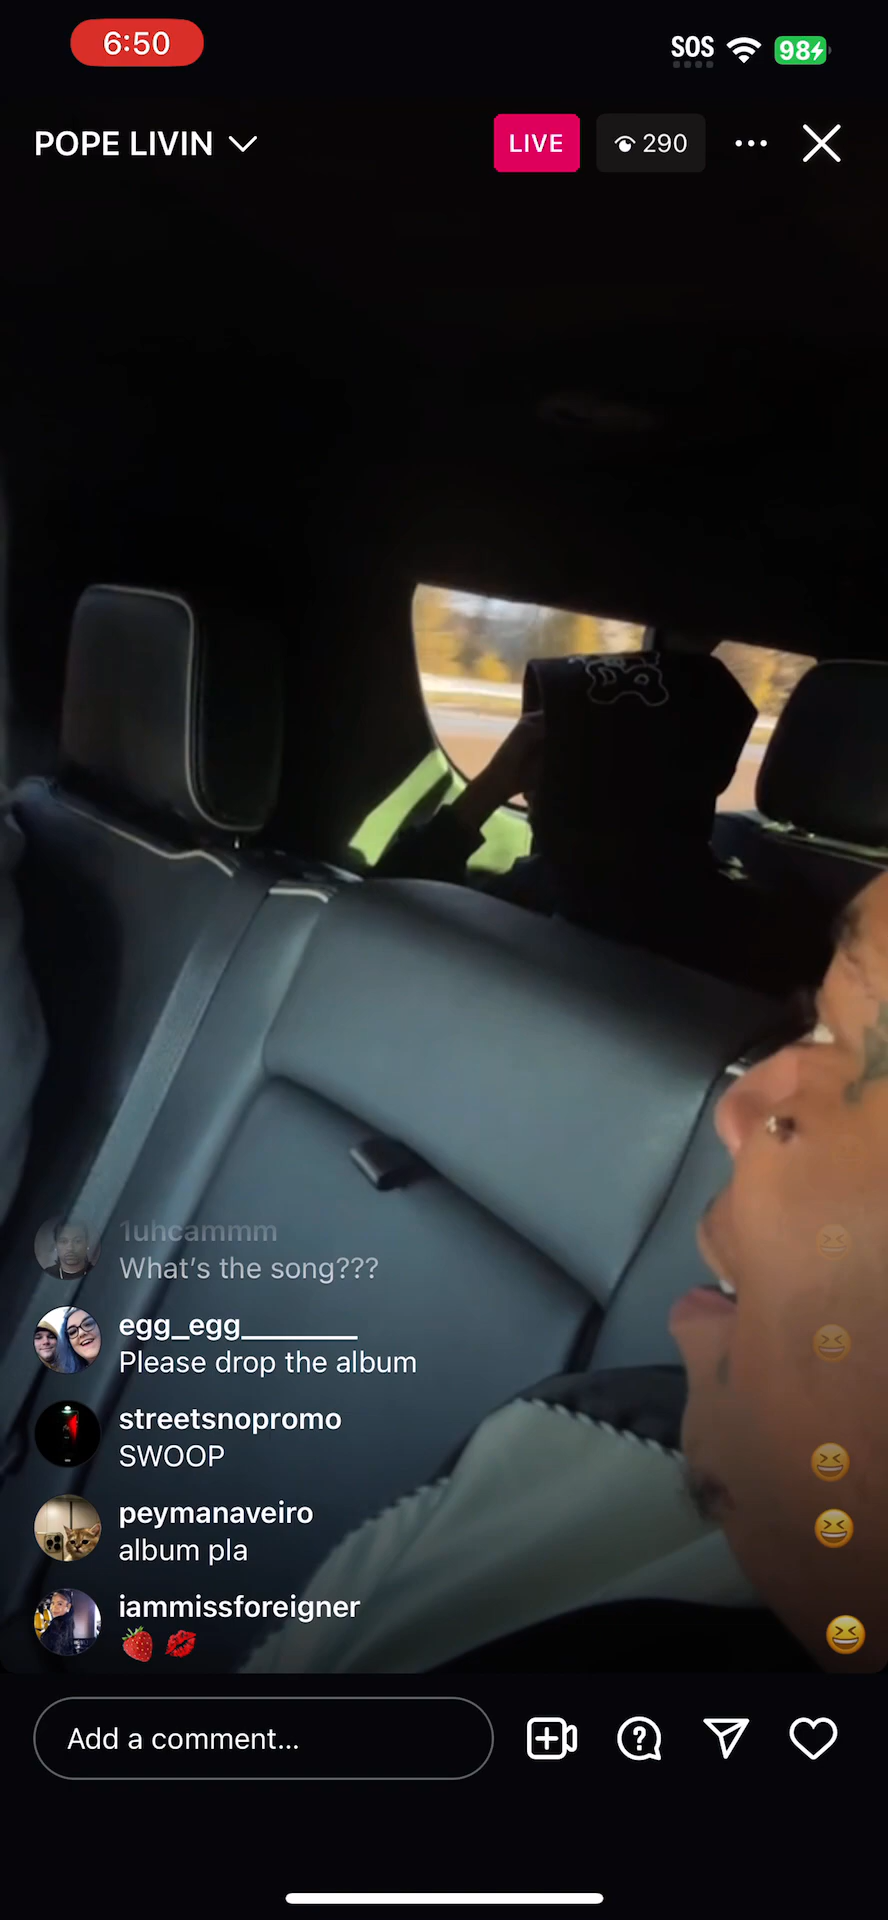 6:50
SOS
98
POPE LIVIN
LIVE
290
1uhcammm
What's the song???
egg_egg________
Please drop the album
streetsnopromo
SWOOP
peymanaveiro
album pla
iammissforeigner
🍓 💋
Add a comment...